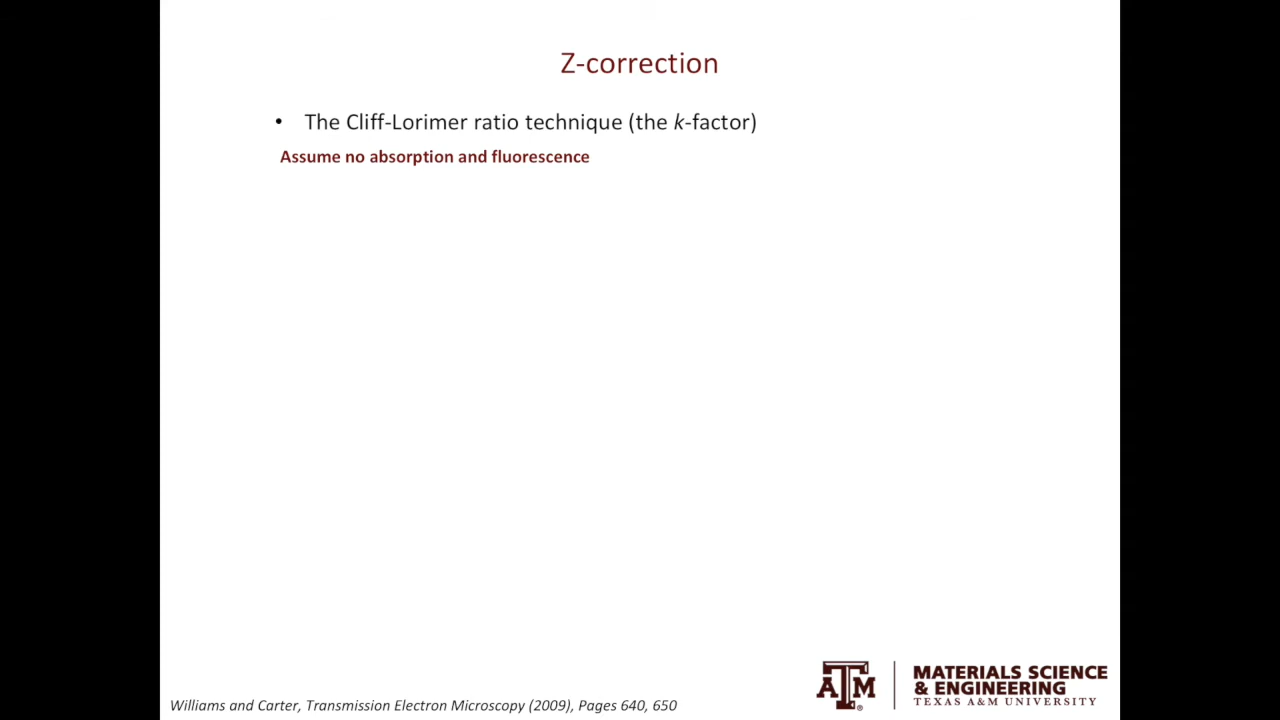 Z-correction
• The Cliff-Lorimer ratio technique (the k-factor)
Assume no absorption and fluorescence
Williams and Carter, Transmission Electron Microscopy (2009), Pages 640, 650
ATM
®
MATERIALS SCIENCE
& ENGINEERING
TEXAS A&M UNIVERSITY